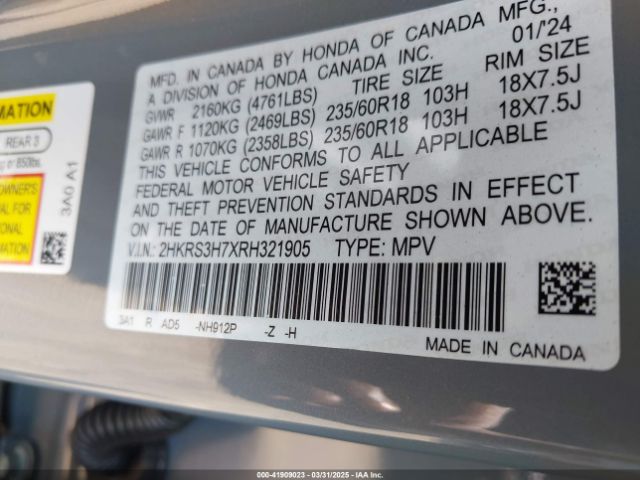 MFD. IN CANADA BY HONDA OF CANADA MFG.,
A DIVISION OF HONDA CANADA INC. 01/'24
GVWR 2160KG (4761LBS) TIRE SIZE RIM SIZE
GAWR F 1120KG (2469LBS) 235/60R18 103H 18X7.5J
GAWR R 1070KG (2358LBS) 235/60R18 103H 18X7.5J
THIS VEHICLE CONFORMS TO ALL APPLICABLE
FEDERAL MOTOR VEHICLE SAFETY
AND THEFT PREVENTION STANDARDS IN EFFECT
ON THE DATE OF MANUFACTURE SHOWN ABOVE.
V.I.N.: 2HKRS3H7XRH321905 TYPE: MPV
3A1 R AD5 -NH912P -Z -H
MADE IN CANADA
REAR 3
or 850lbs.
OWNER'S
FOR
3A0 A1
000-41909023 — 03/31/2025 — IAA Inc.